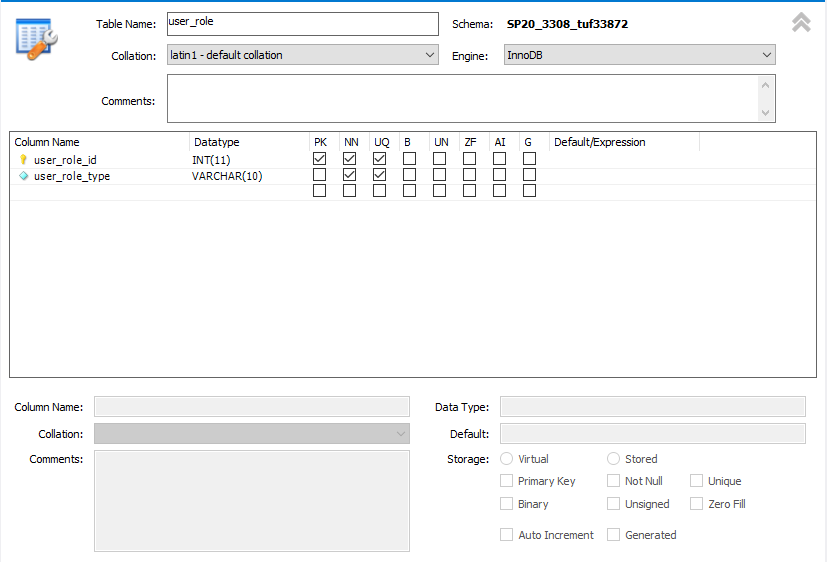 Table Name: user_role Schema: SP20_3308_tuf33872
Collation: latin1 - default collation Engine: InnoDB
Comments:
Column Name Datatype PK NN UQ B UN ZF AI G Default/Expression
user_role_id INT(11)
user_role_type VARCHAR(10)
Column Name: Data Type:
Collation: Default:
Comments: Storage: Virtual Stored
Primary Key Not Null Unique
Binary Unsigned Zero Fill
Auto Increment Generated